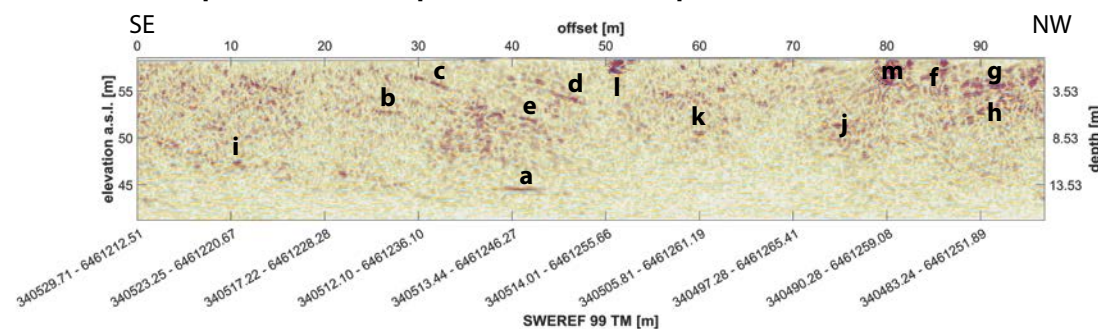 SE
offset [m]
NW
0 10 20 30 40 50 60 70 80 90
elevation a.s.l. [m]
55
50
45
c
m
f
g
b
d
l
e
h
k
j
i
a
3.53
8.53
13.53
depth [m]
340529.71 - 6461212.51
340523.25 - 6461220.67
340517.22 - 6461228.28
340512.10 - 6461236.10
340513.44 - 6461246.27
340514.01 - 6461255.66
340505.81 - 6461261.19
340497.28 - 6461265.41
340490.28 - 6461259.08
340483.24 - 6461251.89
SWEREF 99 TM [m]